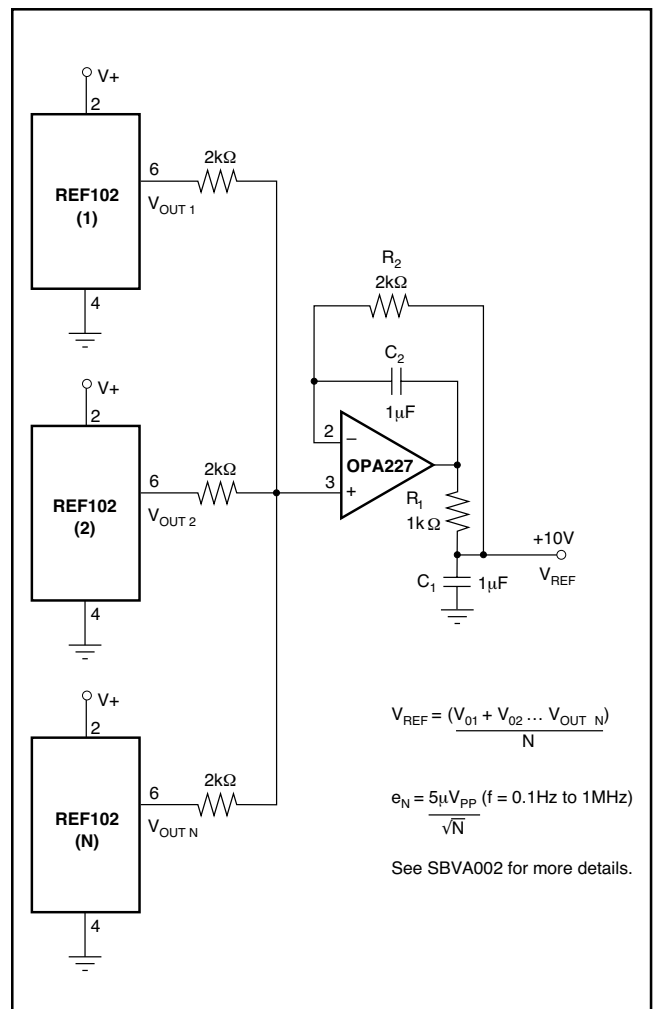 V+
2
REF102
(1)
6
2kΩ
V_OUT 1
4
V+
2
REF102
(2)
6
2kΩ
V_OUT 2
4
V+
2
REF102
(N)
6
2kΩ
V_OUT N
4
R₂
2kΩ
C₂
1µF
2
–
OPA227
3
+
R₁
1kΩ
+10V
V_REF
C₁
1µF
V_REF = (V₀₁ + V₀₂ … V_OUT N)
N
e_N = 5µV_PP (f = 0.1Hz to 1MHz)
√N
See SBVA002 for more details.